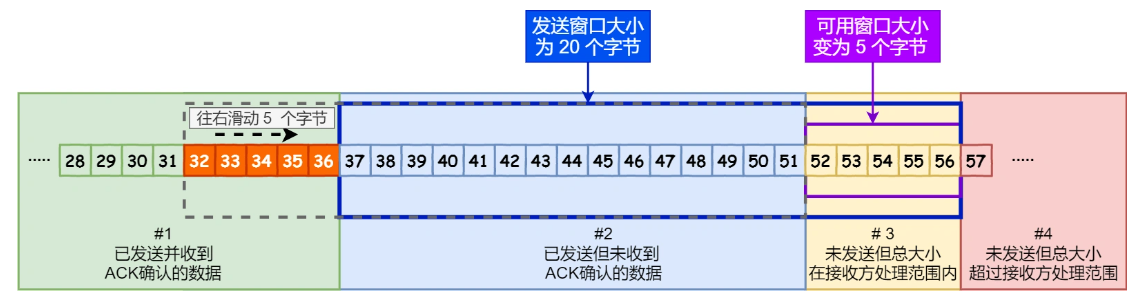 发送窗口大小
为 20 个字节
可用窗口大小
变为 5 个字节
往右滑动 5 个字节
..... 28 29 30 31 32 33 34 35 36 37 38 39 40 41 42 43 44 45 46 47 48 49 50 51 52 53 54 55 56 57 .....
#1
已发送并收到
ACK确认的数据
#2
已发送但未收到
ACK确认的数据
# 3
未发送但总大小
在接收方处理范围内
#4
未发送但总大小
超过接收方处理范围